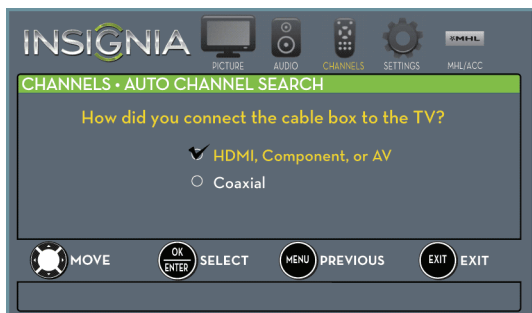 INSIGNIA
PICTURE AUDIO CHANNELS SETTINGS MHL MHL/ACC
CHANNELS • AUTO CHANNEL SEARCH
How did you connect the cable box to the TV?
HDMI, Component, or AV
Coaxial
MOVE OK ENTER SELECT MENU PREVIOUS EXIT EXIT